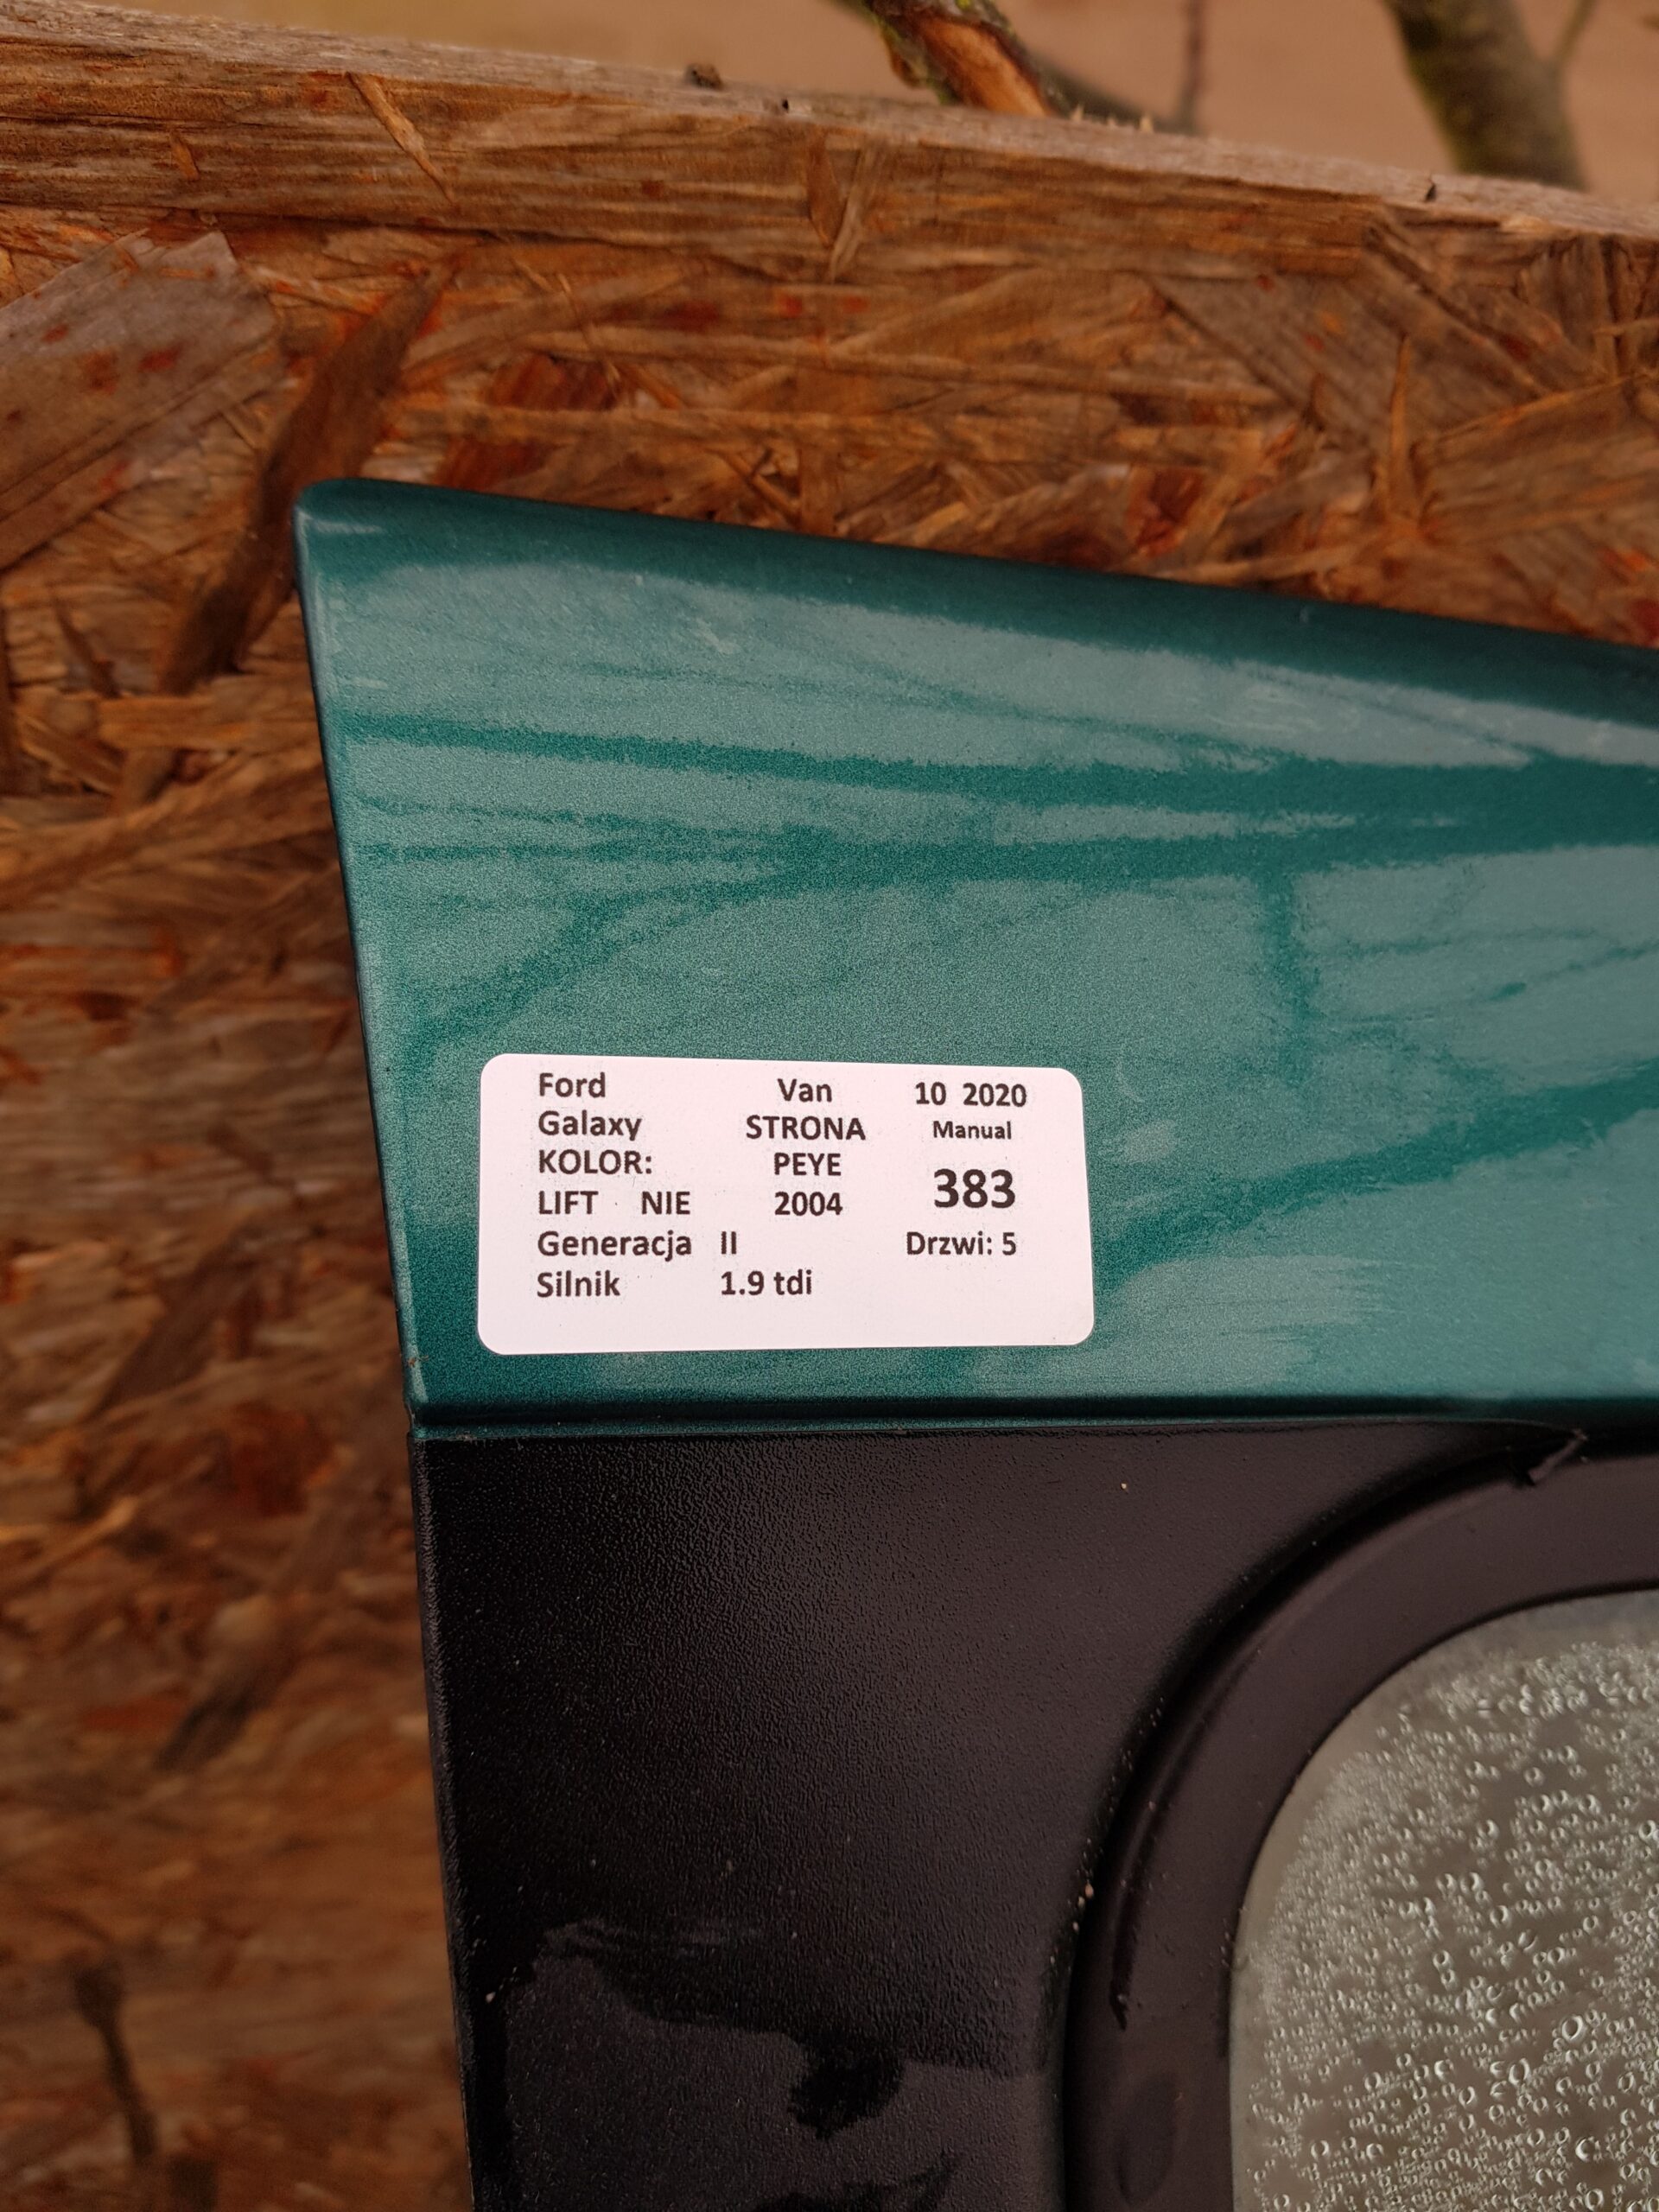 Ford Van 10 2020
Galaxy STRONA Manual
KOLOR: PEYE 383
LIFT NIE 2004
Generacja II Drzwi: 5
Silnik 1.9 tdi